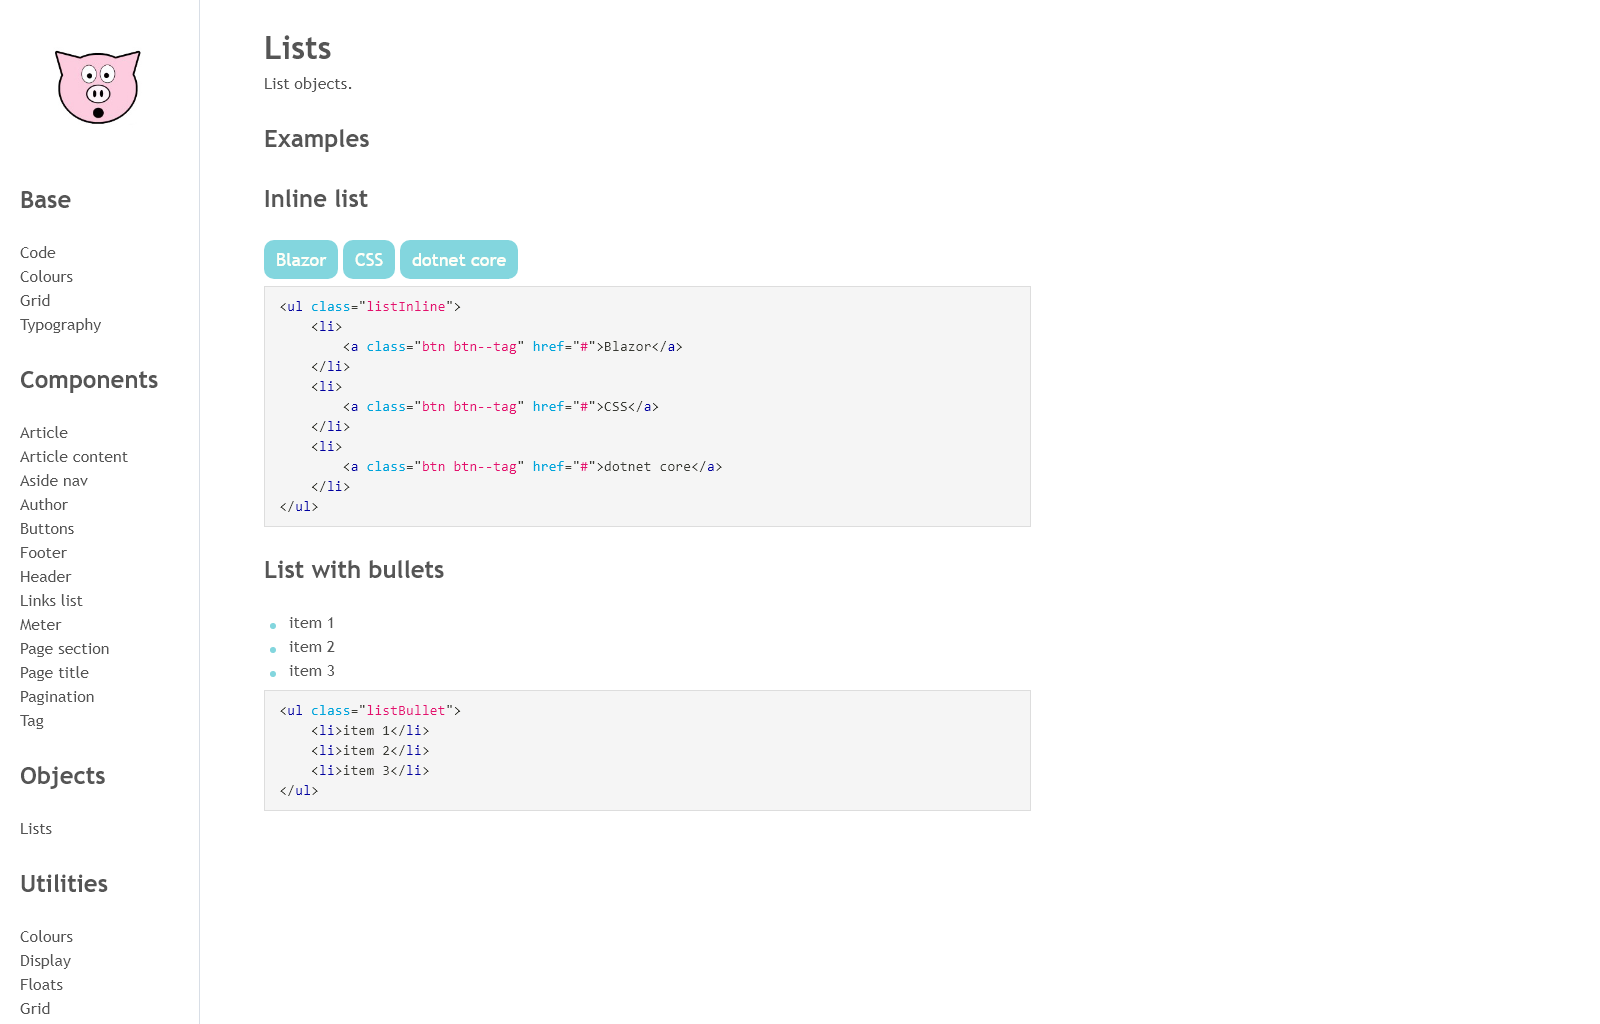 Base
Code
Colours
Grid
Typography
Components
Article
Article content
Aside nav
Author
Buttons
Footer
Header
Links list
Meter
Page section
Page title
Pagination
Tag
Objects
Lists
Utilities
Colours
Display
Floats
Grid
Lists
List objects.
Examples
Inline list
Blazor CSS dotnet core
<ul class="listInline">
    <li>
        <a class="btn btn--tag" href="#">Blazor</a>
    </li>
    <li>
        <a class="btn btn--tag" href="#">CSS</a>
    </li>
    <li>
        <a class="btn btn--tag" href="#">dotnet core</a>
    </li>
</ul>
List with bullets
item 1
item 2
item 3
<ul class="listBullet">
    <li>item 1</li>
    <li>item 2</li>
    <li>item 3</li>
</ul>